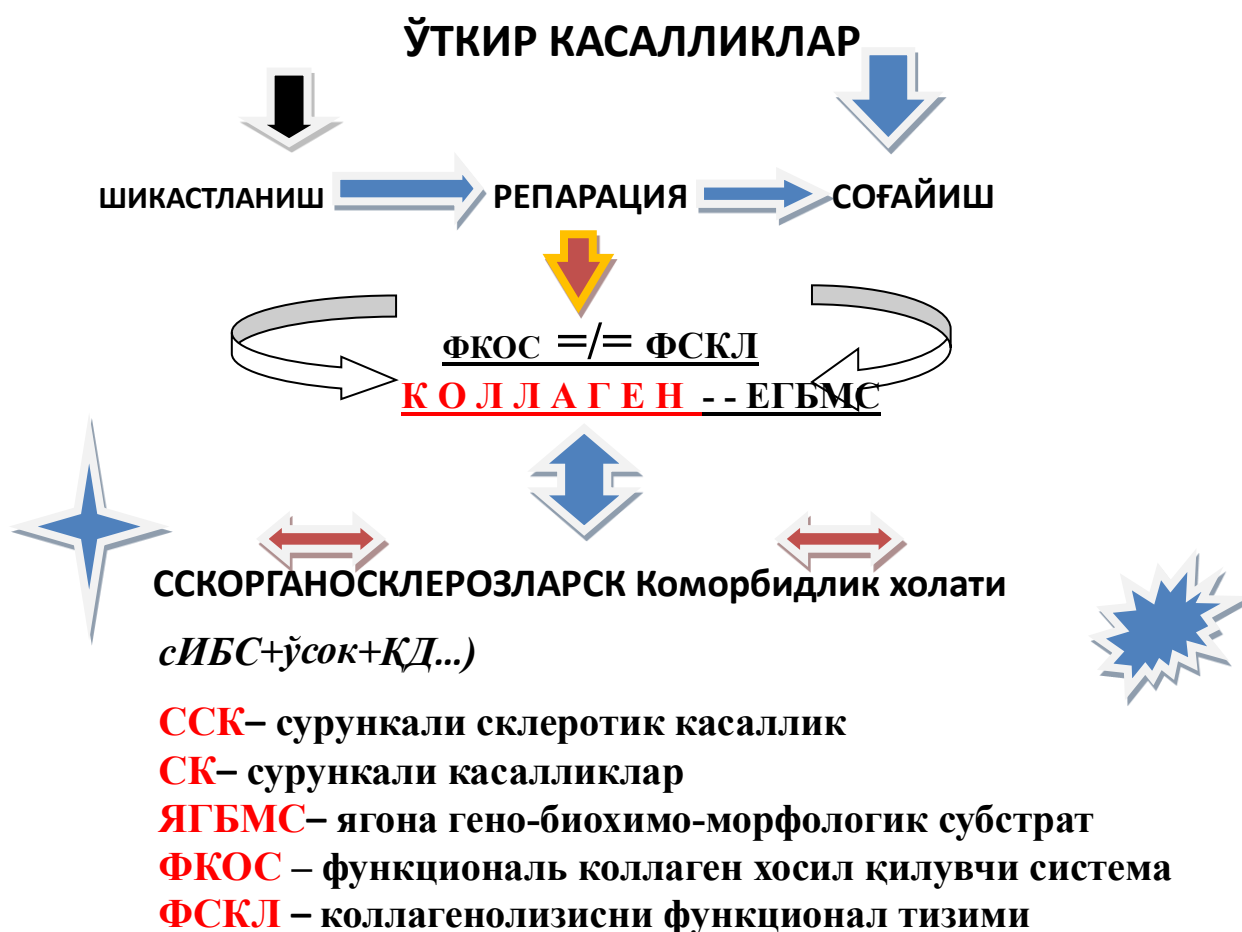 ЎТКИР КАСАЛЛИКЛАР
ШИКАСТЛАНИШ РЕПАРАЦИЯ СОҒАЙИШ
ФКОС =/= ФСКЛ
К О Л Л А Г Е Н - - ЕГБМС
ССКОРГАНОСКЛЕРОЗЛАРСК Коморбидлик холати
сИБС+ўсок+ҚД...)
ССК– сурункали склеротик касаллик
СК– сурункали касалликлар
ЯГБМС– ягона гено-биохимо-морфологик субстрат
ФКОС – функциональ коллаген хосил қилувчи система
ФСКЛ – коллагенолизисни функционал тизими